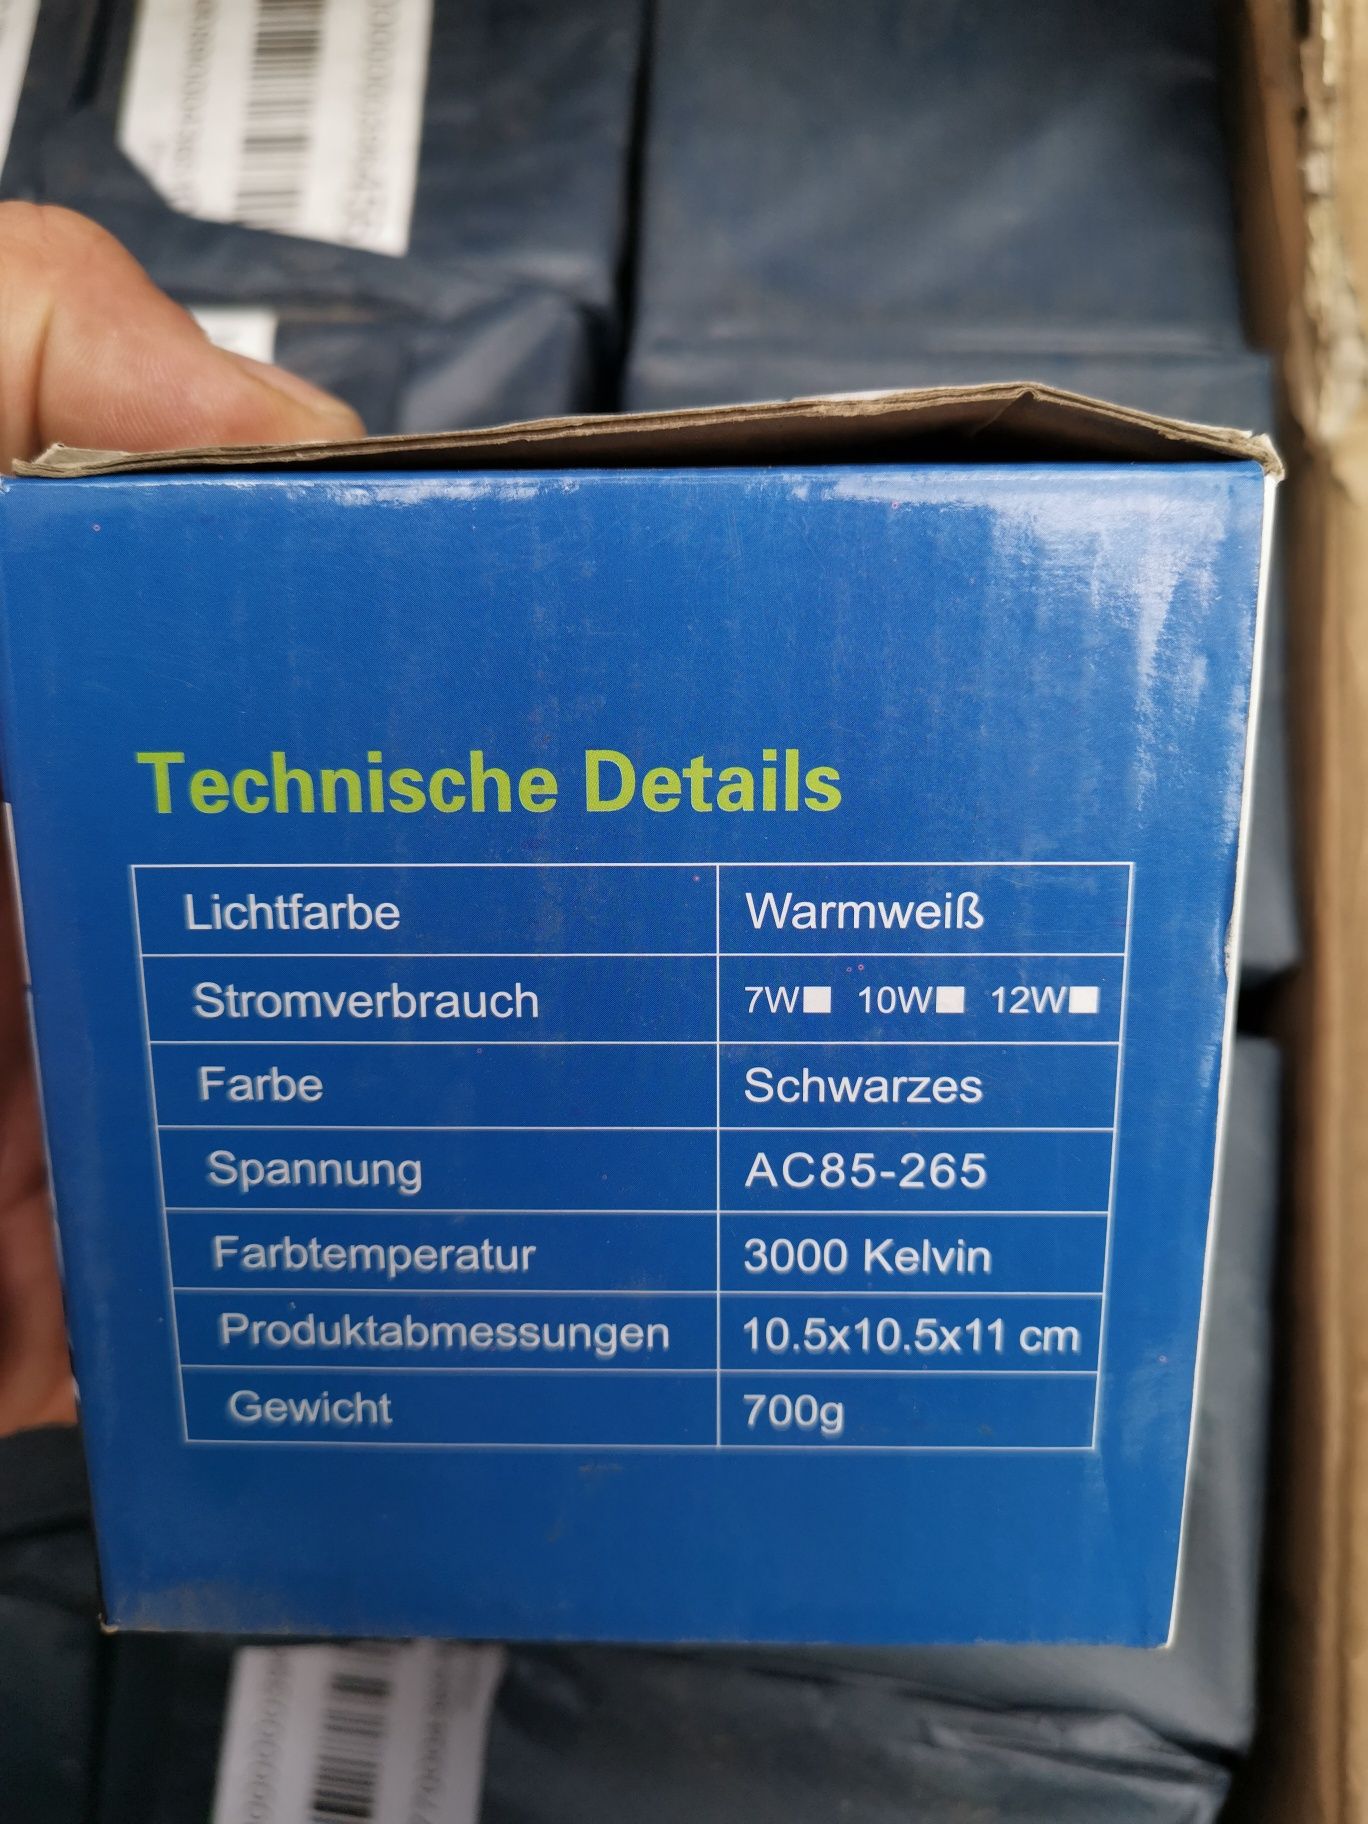 Technische Details
Lichtfarbe Warmweiß
Stromverbrauch 7W 10W 12W
Farbe Schwarzes
Spannung AC85-265
Farbtemperatur 3000 Kelvin
Produktabmessungen 10.5x10.5x11 cm
Gewicht 700g